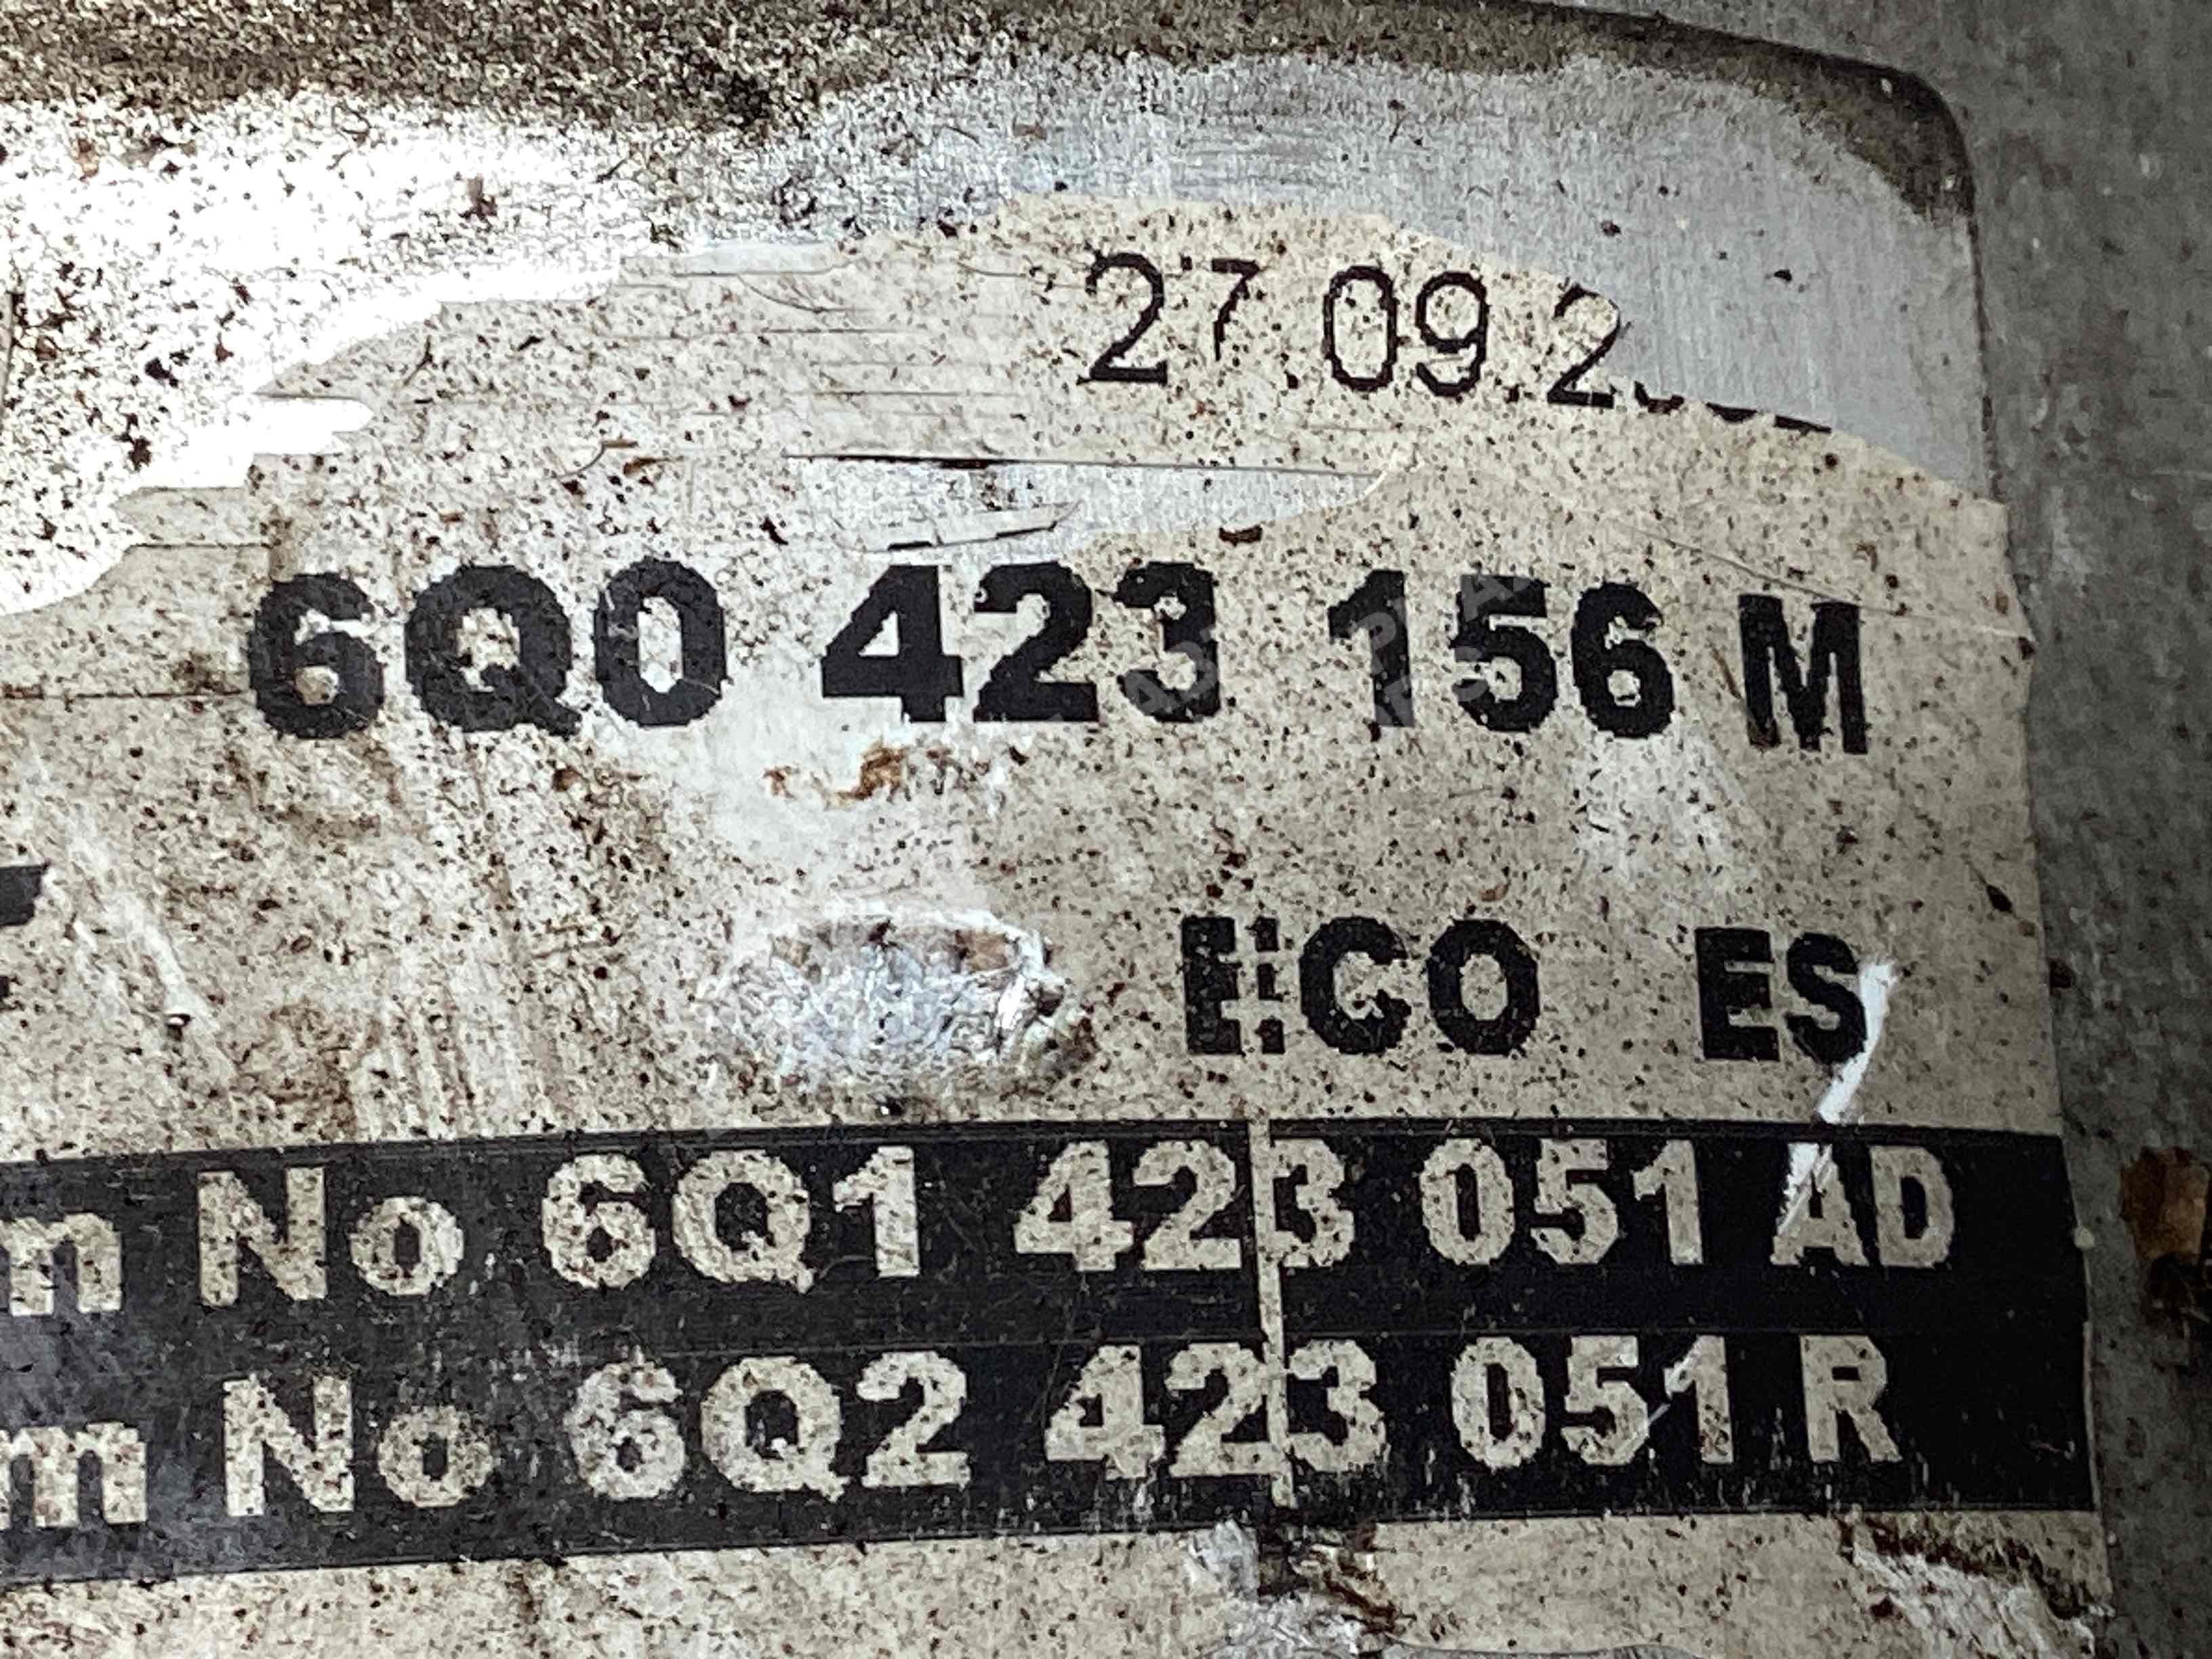 27.09.2
6Q0 423 156 M
ECO ES
m No 6Q1 423 051 AD
m No 6Q2 423 051 R